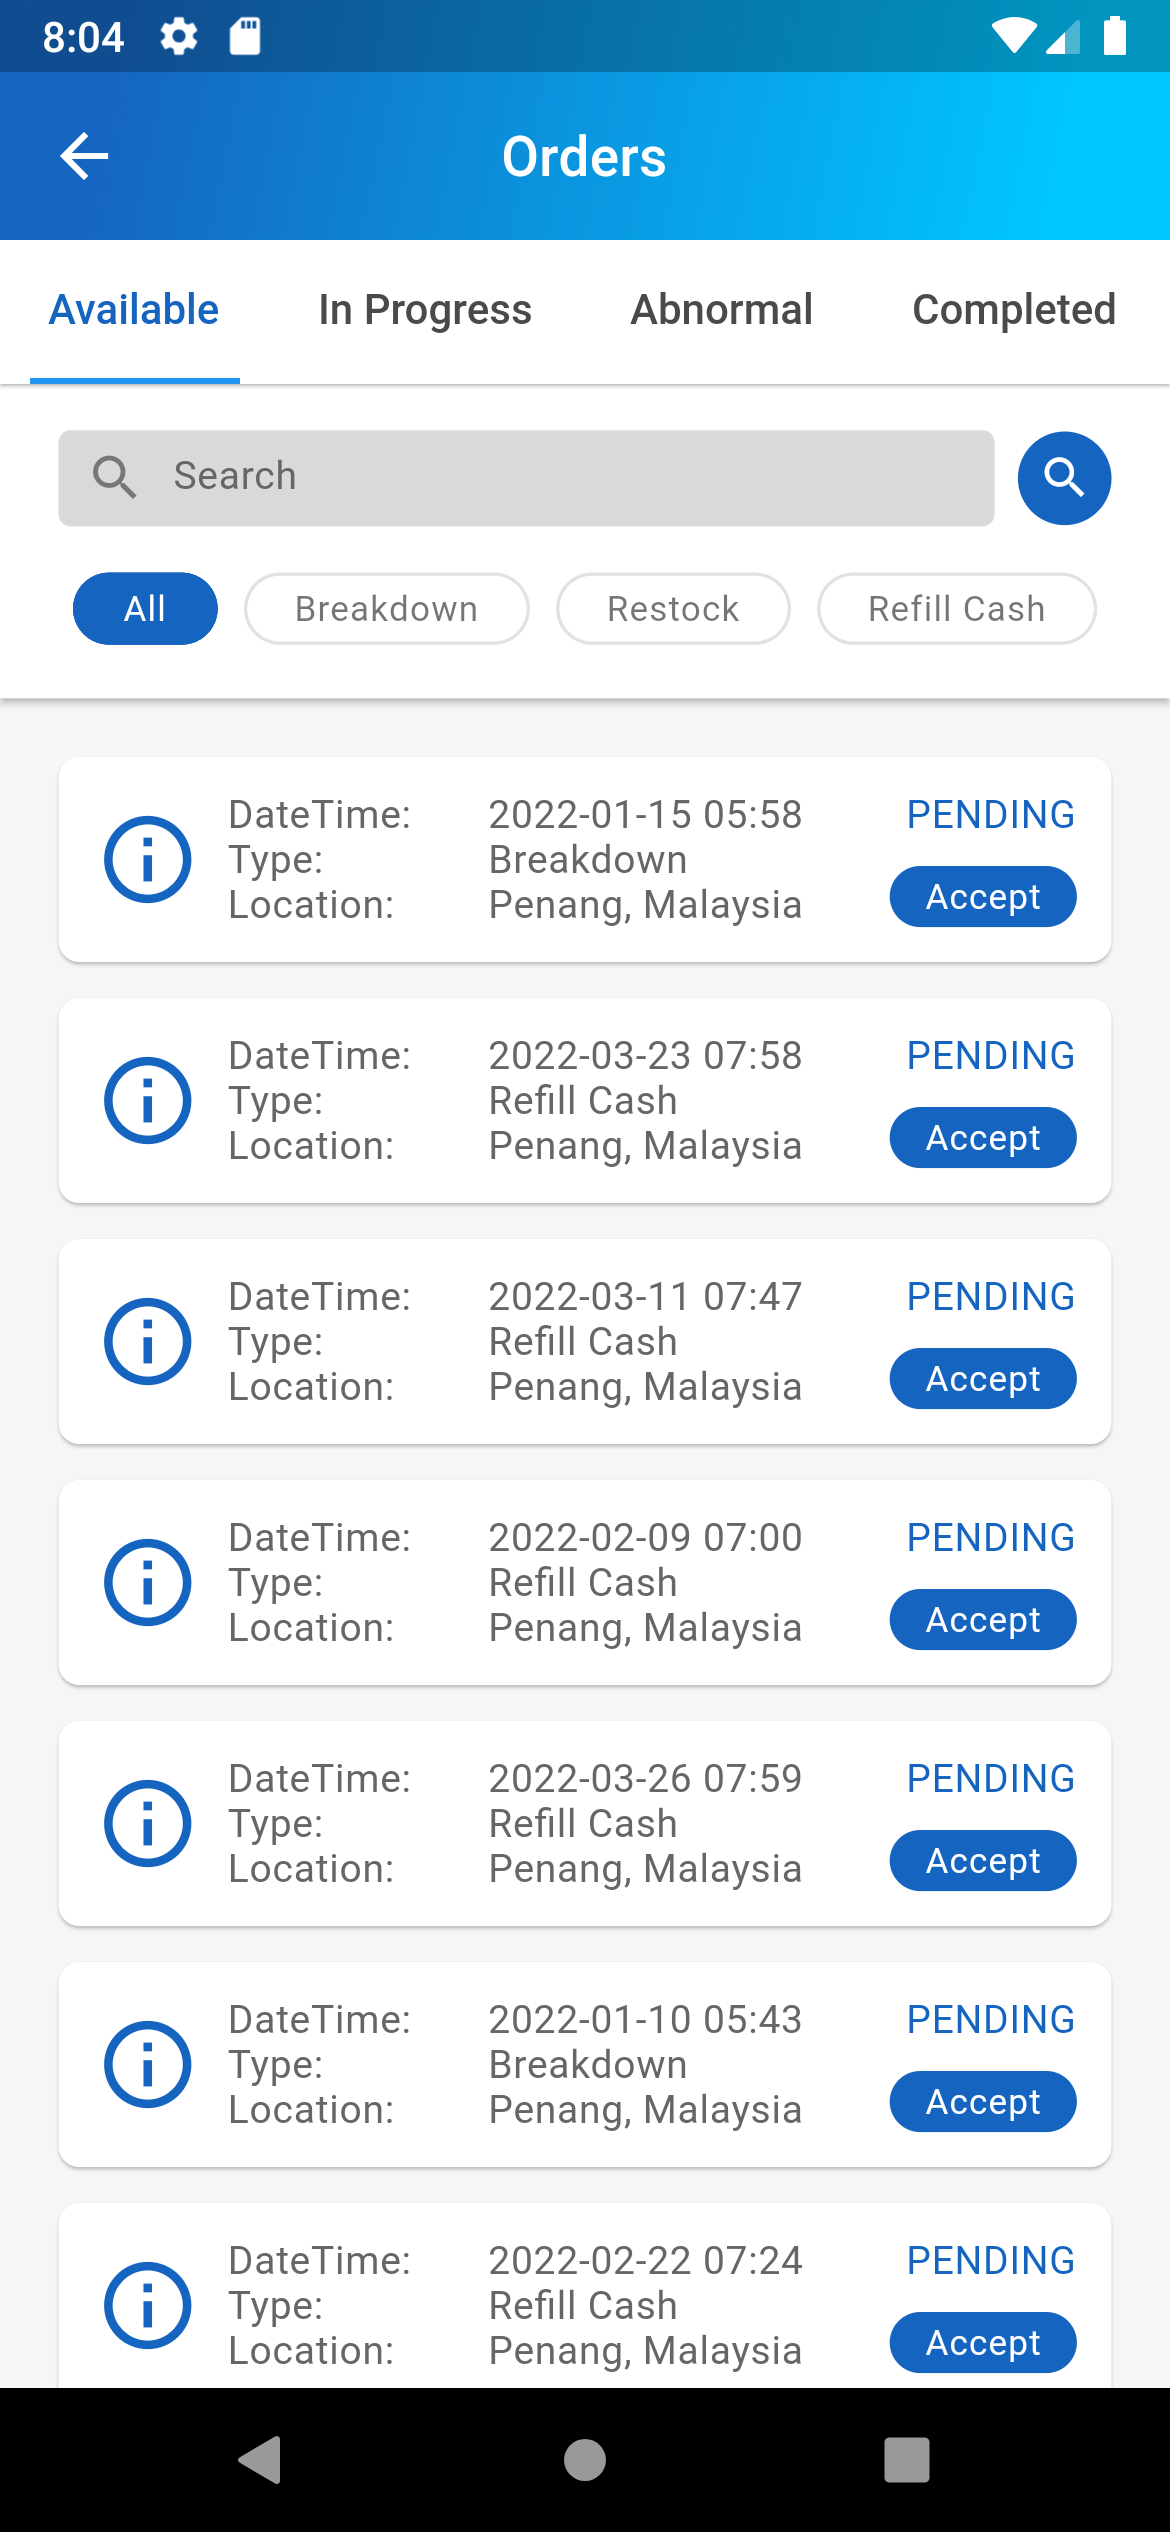 8:04
Orders
Available In Progress Abnormal Completed
Search
All Breakdown Restock Refill Cash
DateTime: 2022-01-15 05:58 PENDING
Type: Breakdown
Location: Penang, Malaysia Accept
DateTime: 2022-03-23 07:58 PENDING
Type: Refill Cash
Location: Penang, Malaysia Accept
DateTime: 2022-03-11 07:47 PENDING
Type: Refill Cash
Location: Penang, Malaysia Accept
DateTime: 2022-02-09 07:00 PENDING
Type: Refill Cash
Location: Penang, Malaysia Accept
DateTime: 2022-03-26 07:59 PENDING
Type: Refill Cash
Location: Penang, Malaysia Accept
DateTime: 2022-01-10 05:43 PENDING
Type: Breakdown
Location: Penang, Malaysia Accept
DateTime: 2022-02-22 07:24 PENDING
Type: Refill Cash
Location: Penang, Malaysia Accept